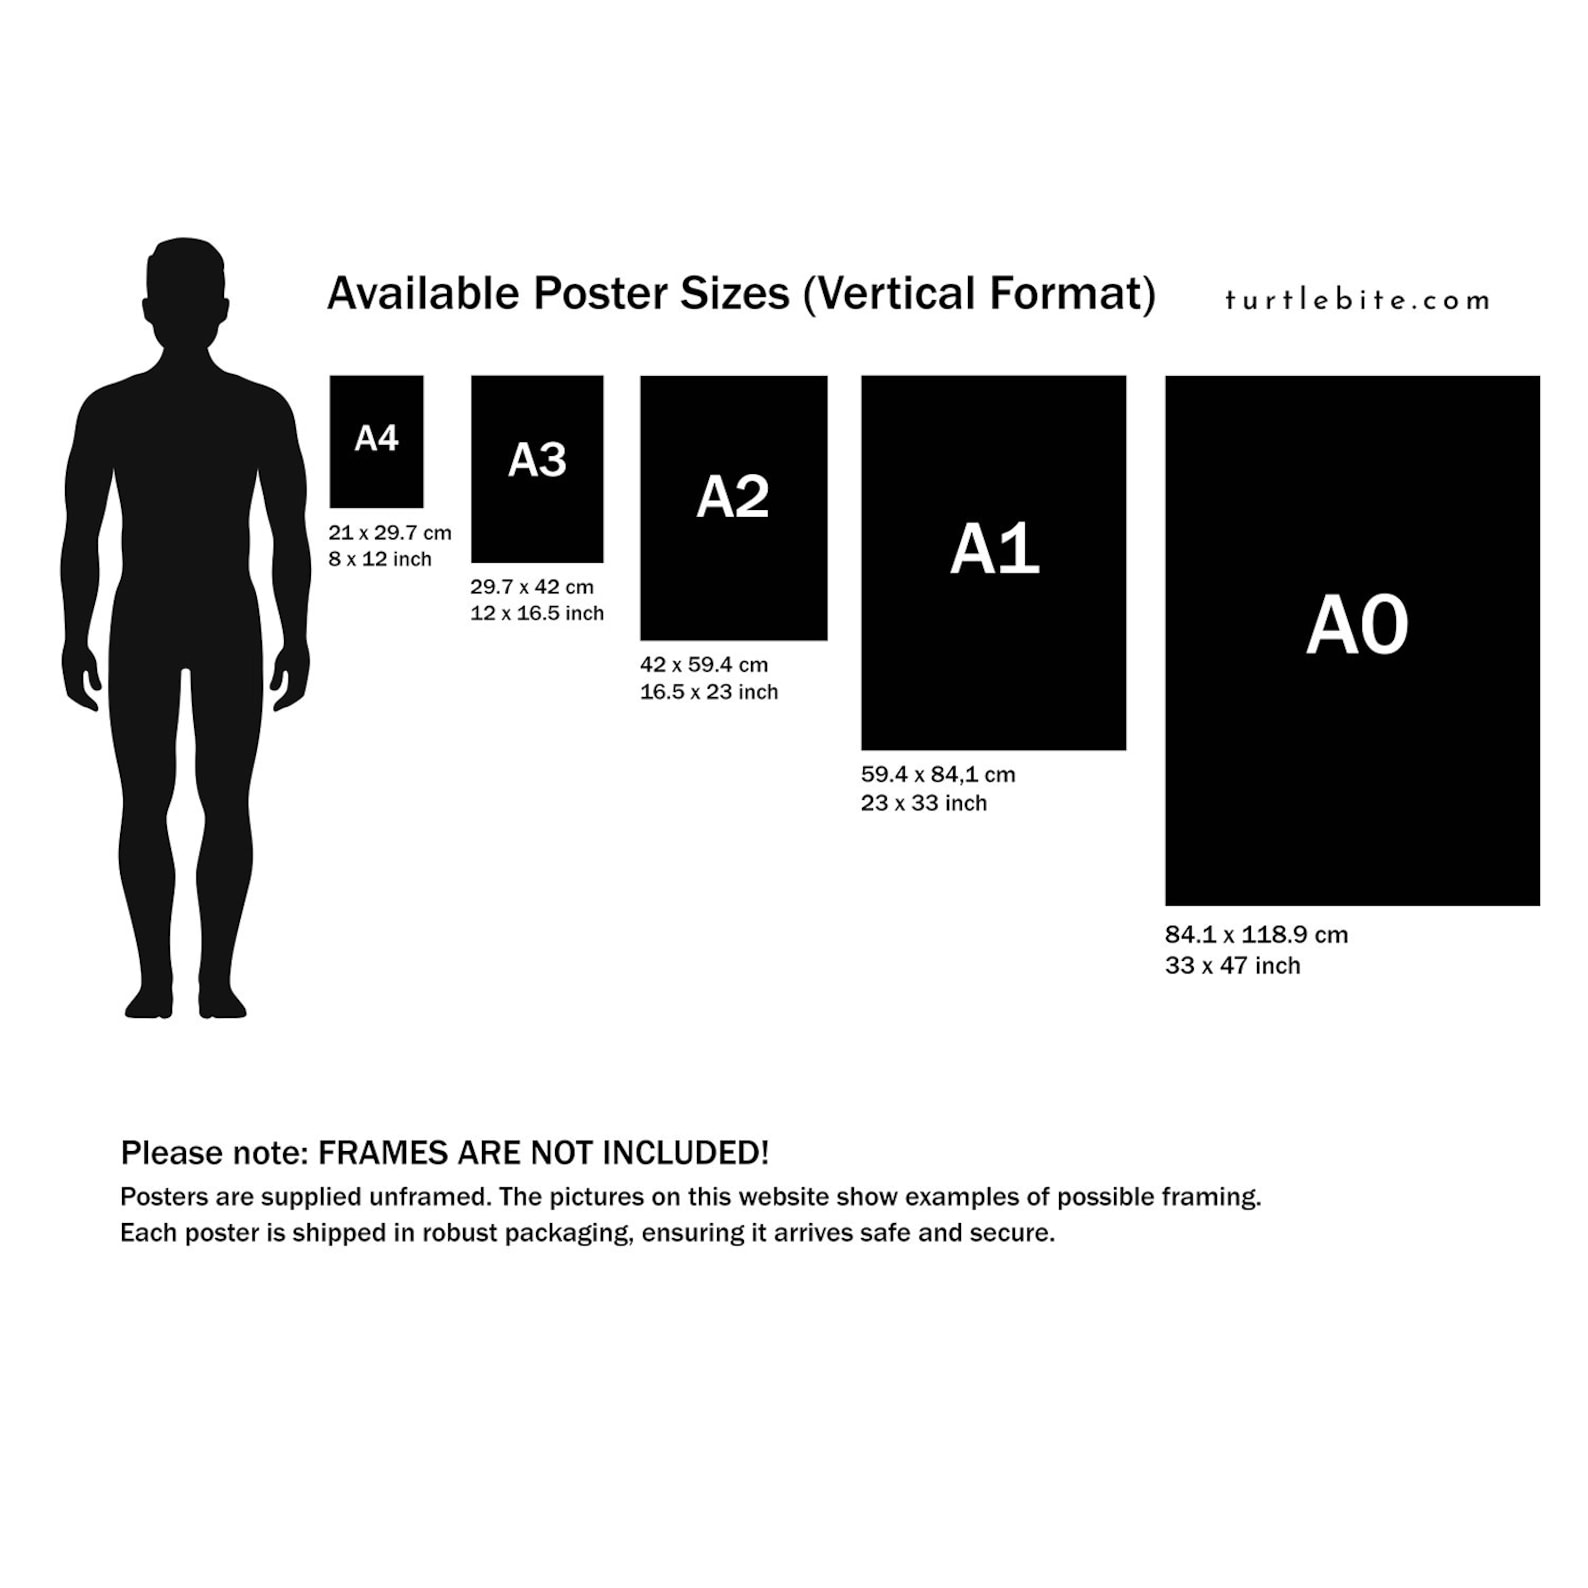 Available Poster Sizes (Vertical Format)
turtlebite.com
A4
21 x 29.7 cm
8 x 12 inch
A3
29.7 x 42 cm
12 x 16.5 inch
A2
42 x 59.4 cm
16.5 x 23 inch
A1
59.4 x 84,1 cm
23 x 33 inch
A0
84.1 x 118.9 cm
33 x 47 inch
Please note: FRAMES ARE NOT INCLUDED!
Posters are supplied unframed. The pictures on this website show examples of possible framing.
Each poster is shipped in robust packaging, ensuring it arrives safe and secure.